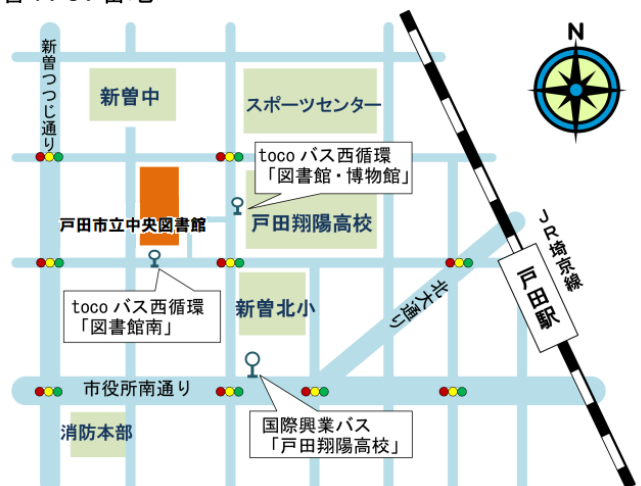 N
新曽つつじ通り
新曽中
スポーツセンター
tocoバス西循環
「図書館・博物館」
戸田市立中央図書館
戸田翔陽高校
JR埼京線
戸田駅
tocoバス西循環
「図書館南」
新曽北小
北大通り
市役所南通り
国際興業バス
「戸田翔陽高校」
消防本部